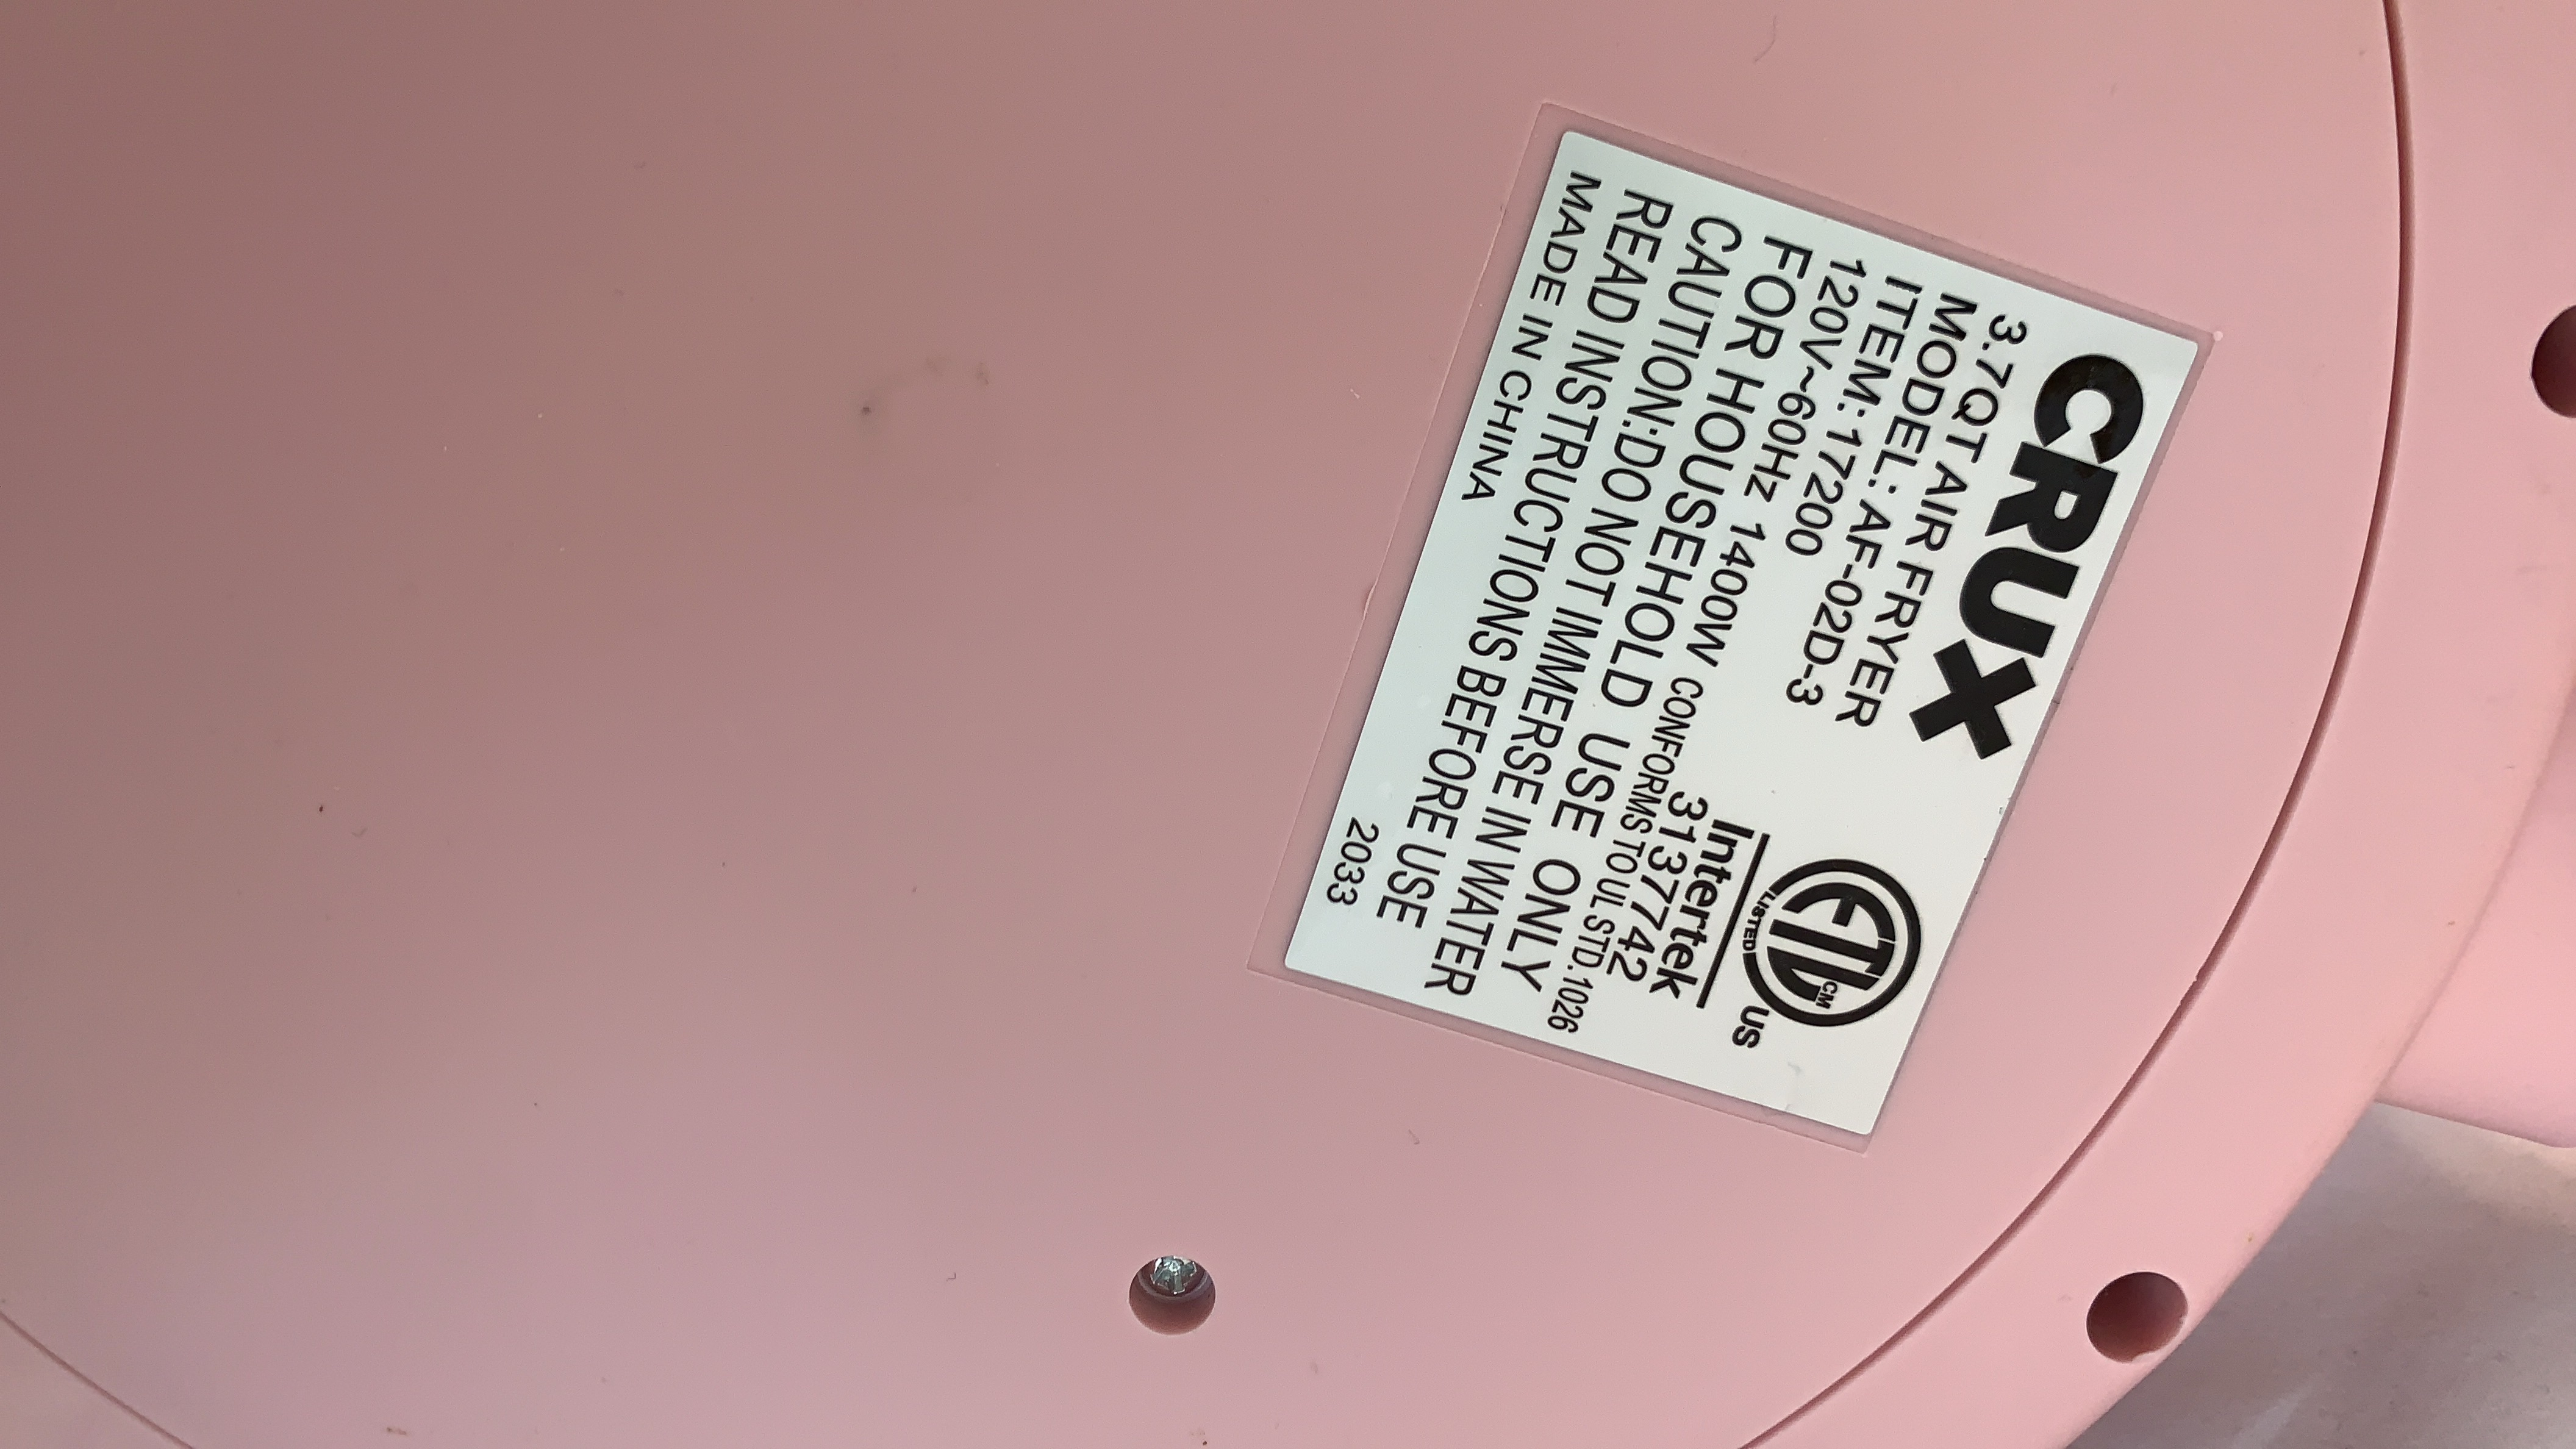 CRUX
3.7QT AIR FRYER
MODEL: AF-02D-3
ITEM: 17200
120V~60Hz 1400W
FOR HOUSEHOLD USE ONLY
CAUTION:DO NOT IMMERSE IN WATER
READ INSTRUCTIONS BEFORE USE
MADE IN CHINA
2033
ETL CM
LISTED
US
Intertek
3137742
CONFORMS TO UL STD.1026